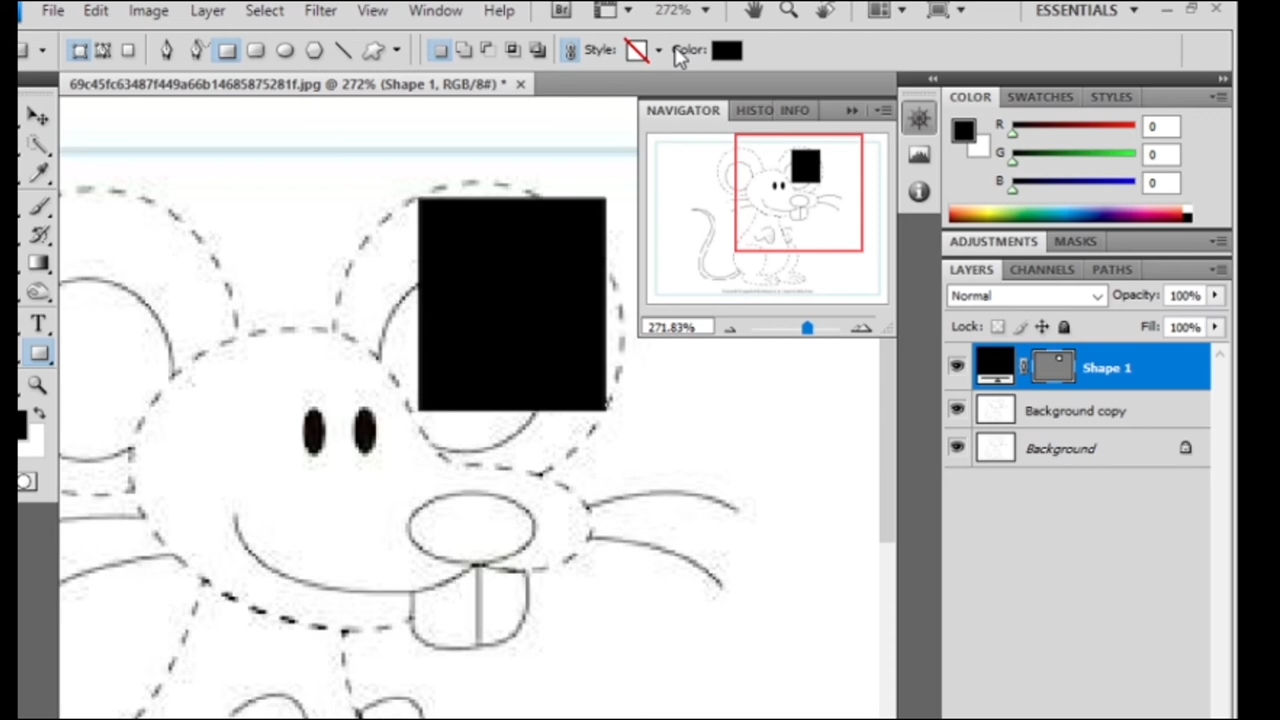 File Edit Image Layer Select Filter View Window Help Br 272% ESSENTIALS
Style: Color:
69c45fc63487f449a66b14685875281f.jpg @ 272% (Shape 1, RGB/8#) *
NAVIGATOR HISTO INFO
271.83%
COLOR SWATCHES STYLES
R 0
G 0
B 0
ADJUSTMENTS MASKS
LAYERS CHANNELS PATHS
Normal Opacity: 100%
Lock: Fill: 100%
Shape 1
Background copy
Background
T